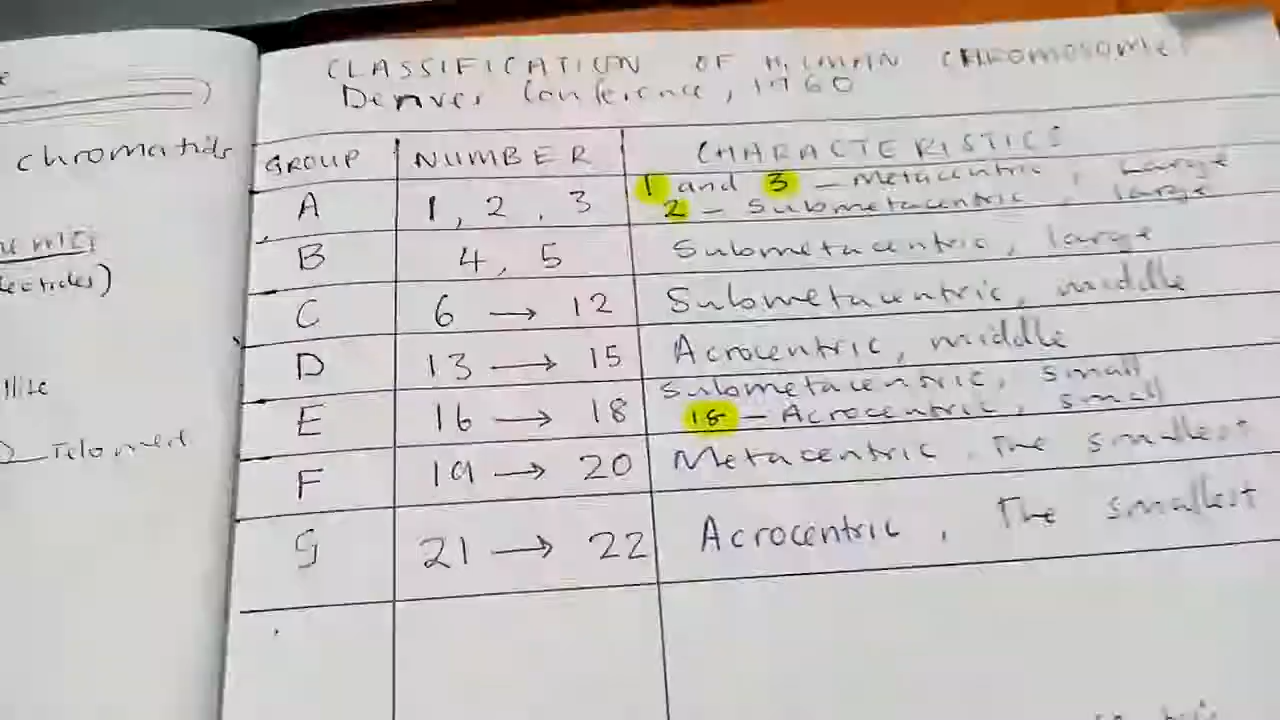 chromatids
Telomere
CLASSIFICATION OF HUMAN CHROMOSOME
Denver Conference, 1960
GROUP NUMBER CHARACTERISTICS
A 1, 2, 3 1 and 3 - Metacentric, Large
2 - Submetacentric, large
B 4, 5 Submetacentric, large
C 6 → 12 Submetacentric, middle
D 13 → 15 Acrocentric, middle
E 16 → 18 Submetacentric, small
18 - Acrocentric, small
F 19 → 20 Metacentric, The smallest
G 21 → 22 Acrocentric, The smallest